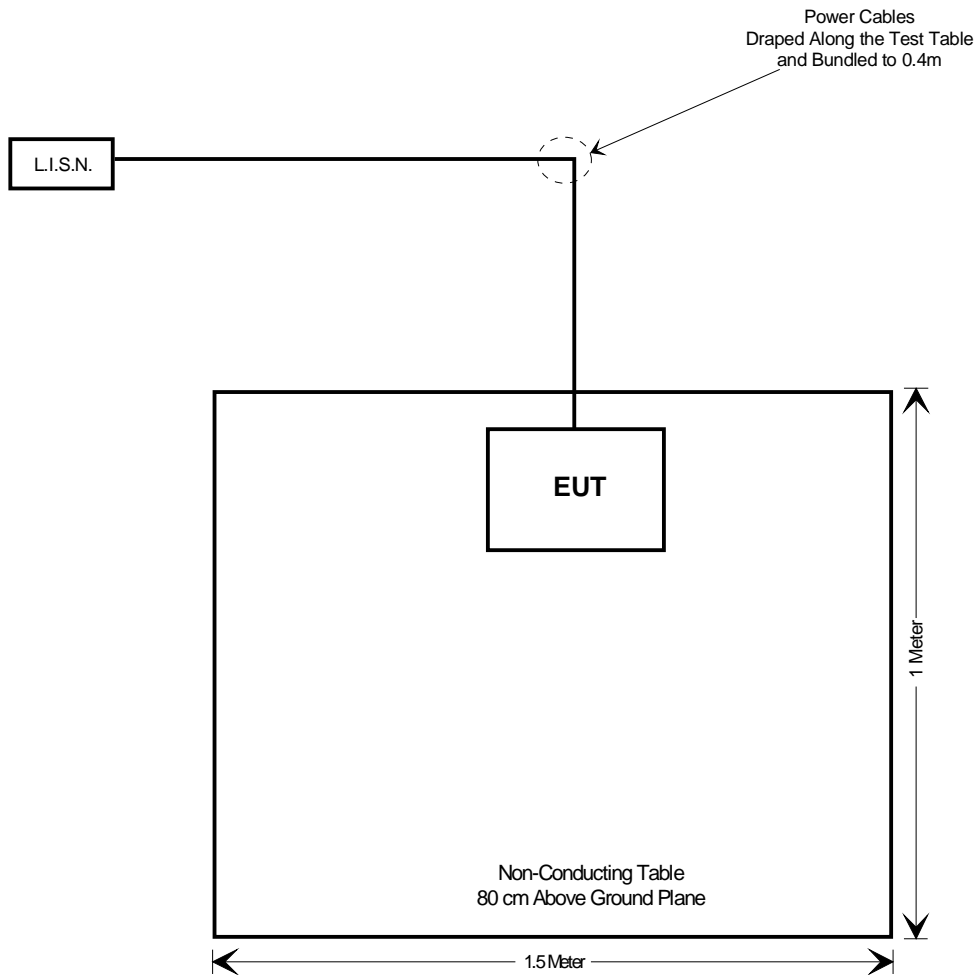 Power Cables
Draped Along the Test Table
and Bundled to 0.4m
L.I.S.N.
EUT
1 Meter
Non-Conducting Table
80 cm Above Ground Plane
1.5 Meter